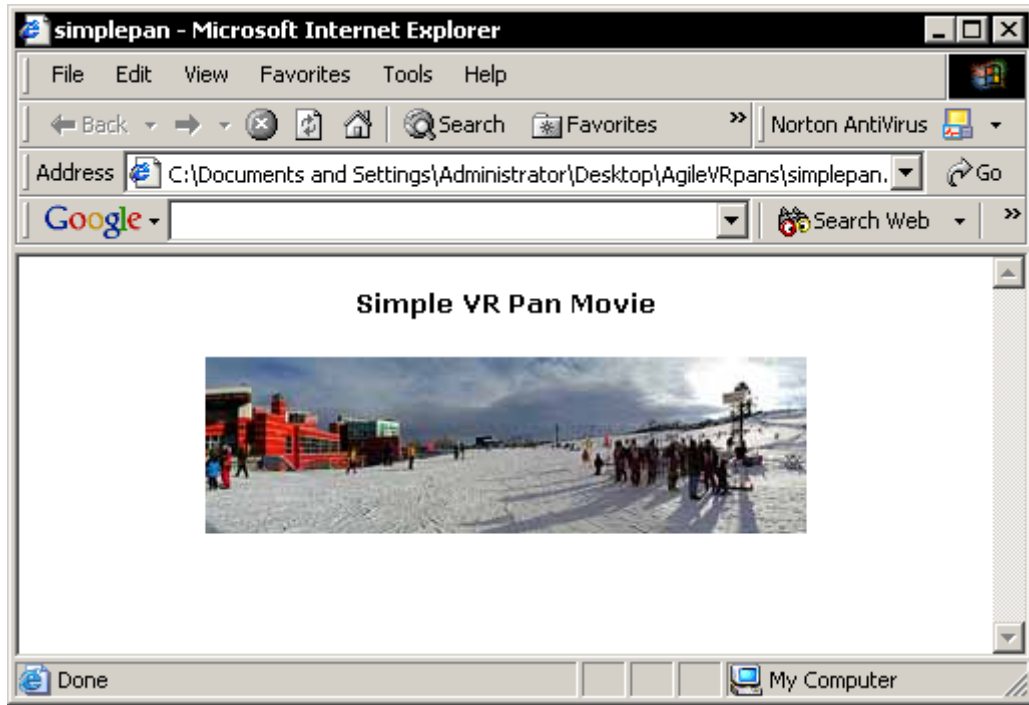 simplepan - Microsoft Internet Explorer
File Edit View Favorites Tools Help
Back Search Favorites » Norton AntiVirus
Address C:\Documents and Settings\Administrator\Desktop\AgileVRpans\simplepan. Go
Google Search Web »
Simple VR Pan Movie
Done My Computer